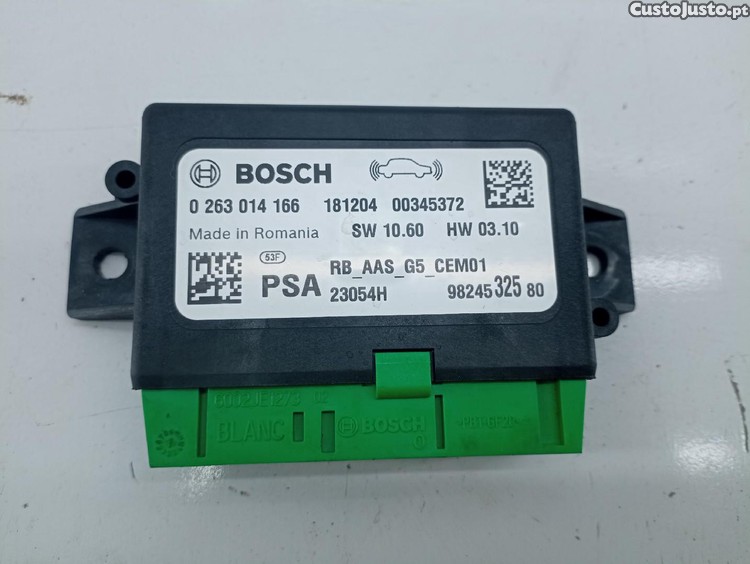 CustoJusto.pt
BOSCH
0 263 014 166 181204 00345372
Made in Romania SW 10.60 HW 03.10
53F
PSA RB_AAS_G5_CEM01
23054H 98245 325 80
BLANC BOSCH